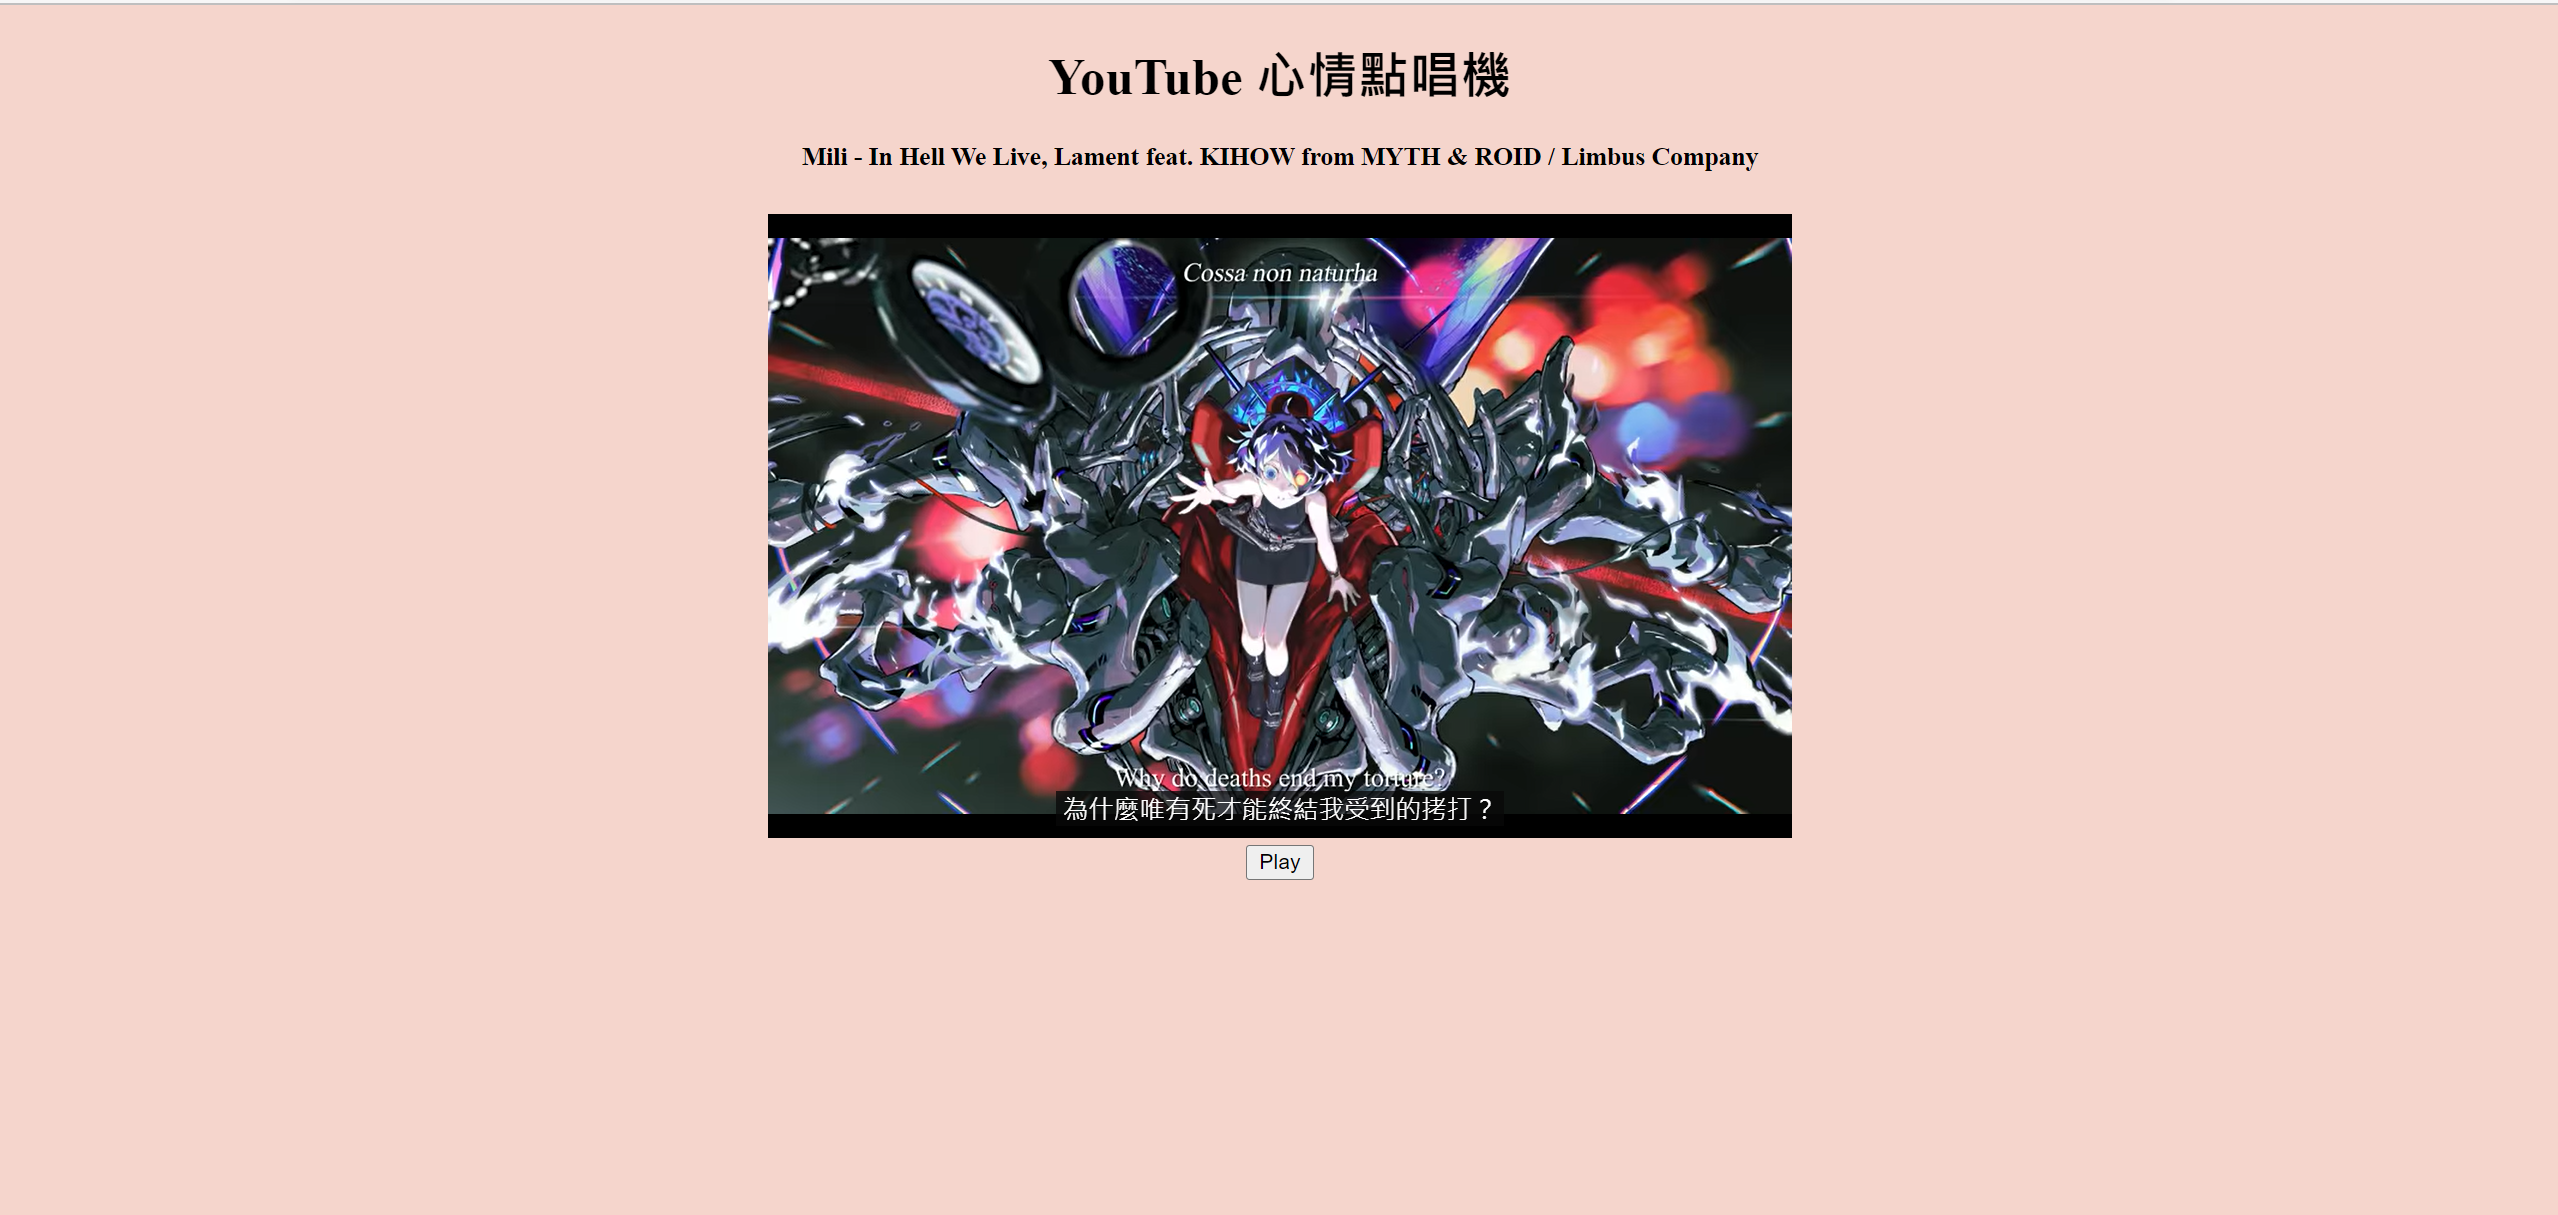 YouTube 心情點唱機
Mili - In Hell We Live, Lament feat. KIHOW from MYTH & ROID / Limbus Company
Cossa non naturha
Why do deaths end my torture?
為什麼唯有死才能終結我受到的拷打？
Play